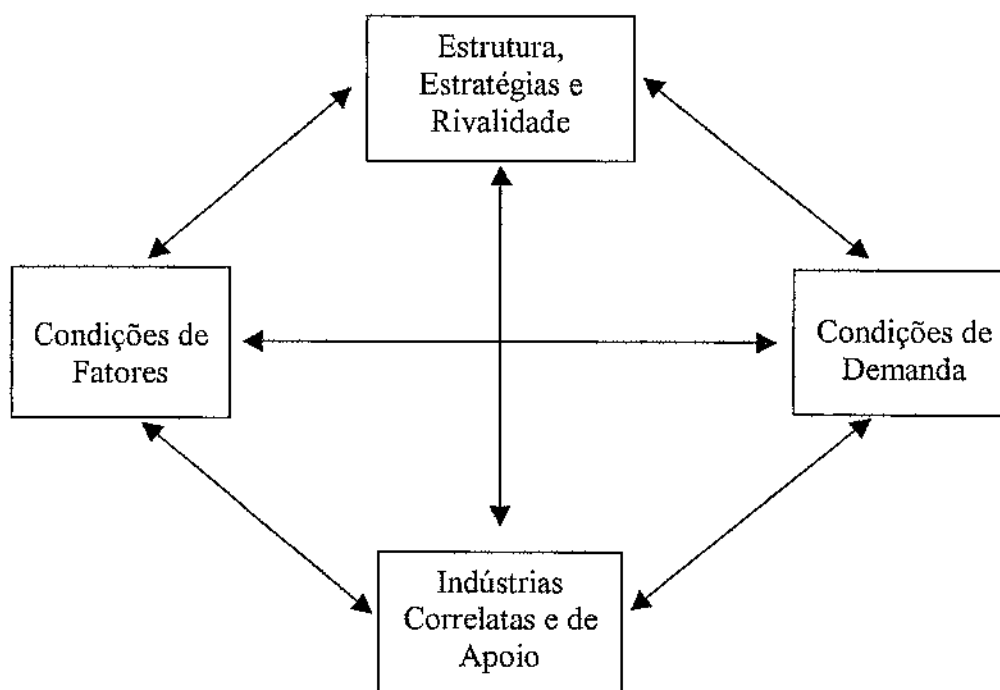 Estrutura,
Estratégias e
Rivalidade
Condições de
Fatores
Condições de
Demanda
Indústrias
Correlatas e de
Apoio